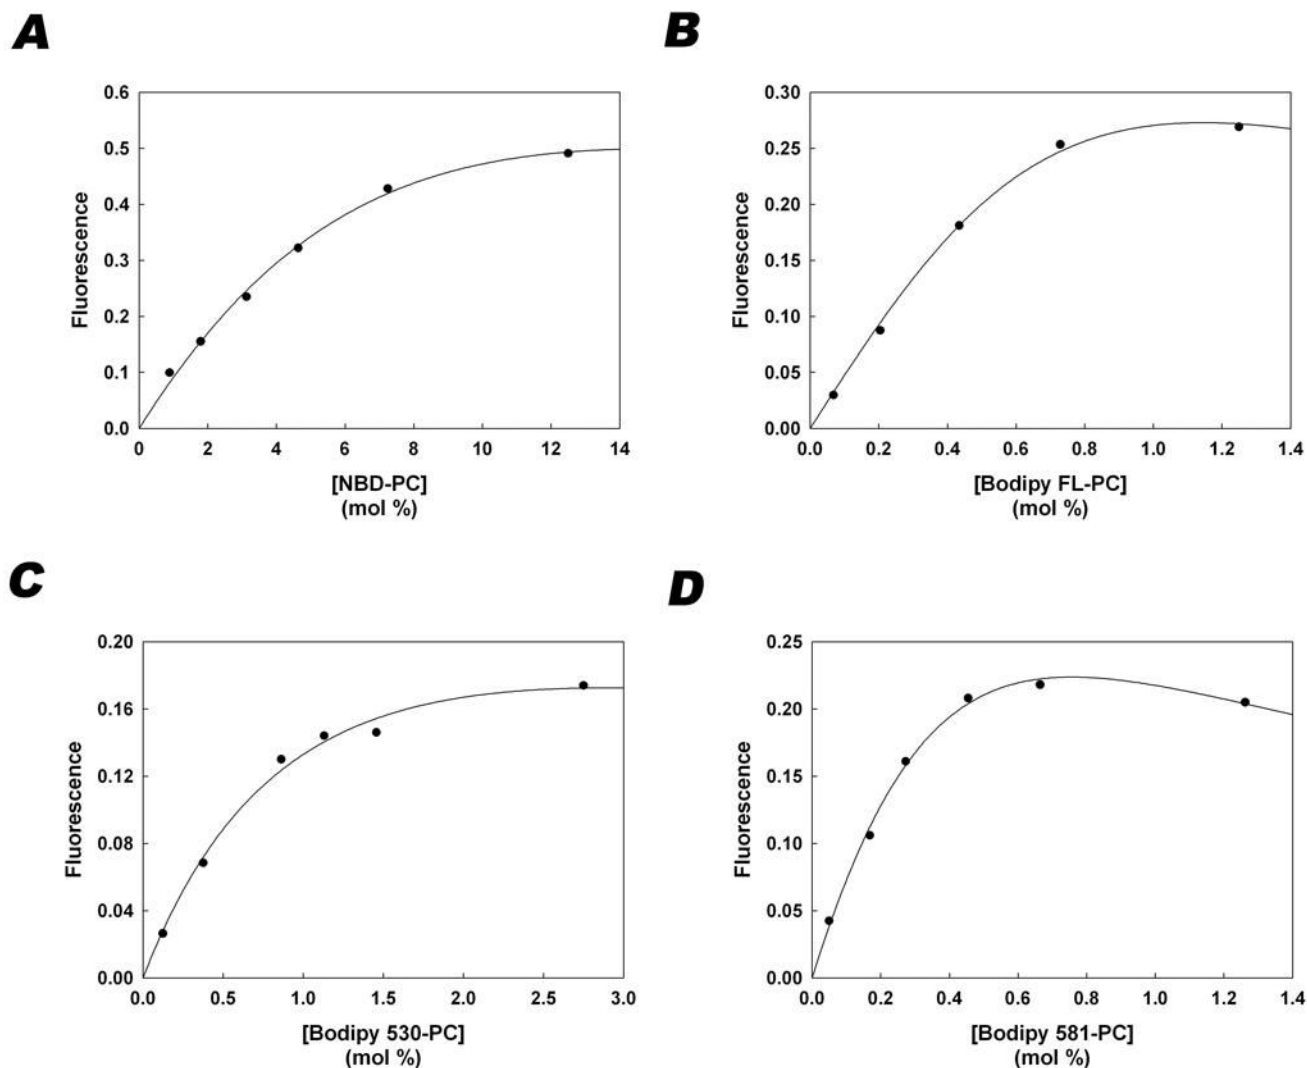 A
B
0.6
0.5
0.4
0.3
0.2
0.1
0.0
Fluorescence
0 2 4 6 8 10 12 14
[NBD-PC]
(mol %)
0.30
0.25
0.20
0.15
0.10
0.05
0.00
Fluorescence
0.0 0.2 0.4 0.6 0.8 1.0 1.2 1.4
[Bodipy FL-PC]
(mol %)
C
D
0.20
0.16
0.12
0.08
0.04
0.00
Fluorescence
0.0 0.5 1.0 1.5 2.0 2.5 3.0
[Bodipy 530-PC]
(mol %)
0.25
0.20
0.15
0.10
0.05
0.00
Fluorescence
0.0 0.2 0.4 0.6 0.8 1.0 1.2 1.4
[Bodipy 581-PC]
(mol %)